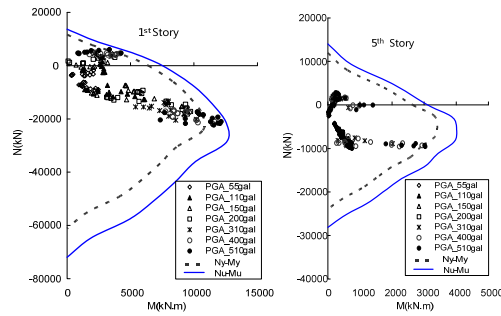 1st Story
20000
0
-20000
-40000
-60000
-80000
N(kN)
0
5000
10000
15000
M(kN.m)
PGA_55gal
PGA_110gal
PGA_150gal
PGA_200gal
PGA_310gal
PGA_400gal
PGA_510gal
Ny-My
Nu-Mu
5th Story
20000
10000
0
-10000
-20000
-30000
-40000
N(kN)
0
1000
2000
3000
4000
5000
M(kN.m)
PGA_55gal
PGA_110gal
PGA_150gal
PGA_200gal
PGA_310gal
PGA_400gal
PGA_510gal
Ny-My
Nu-Mu